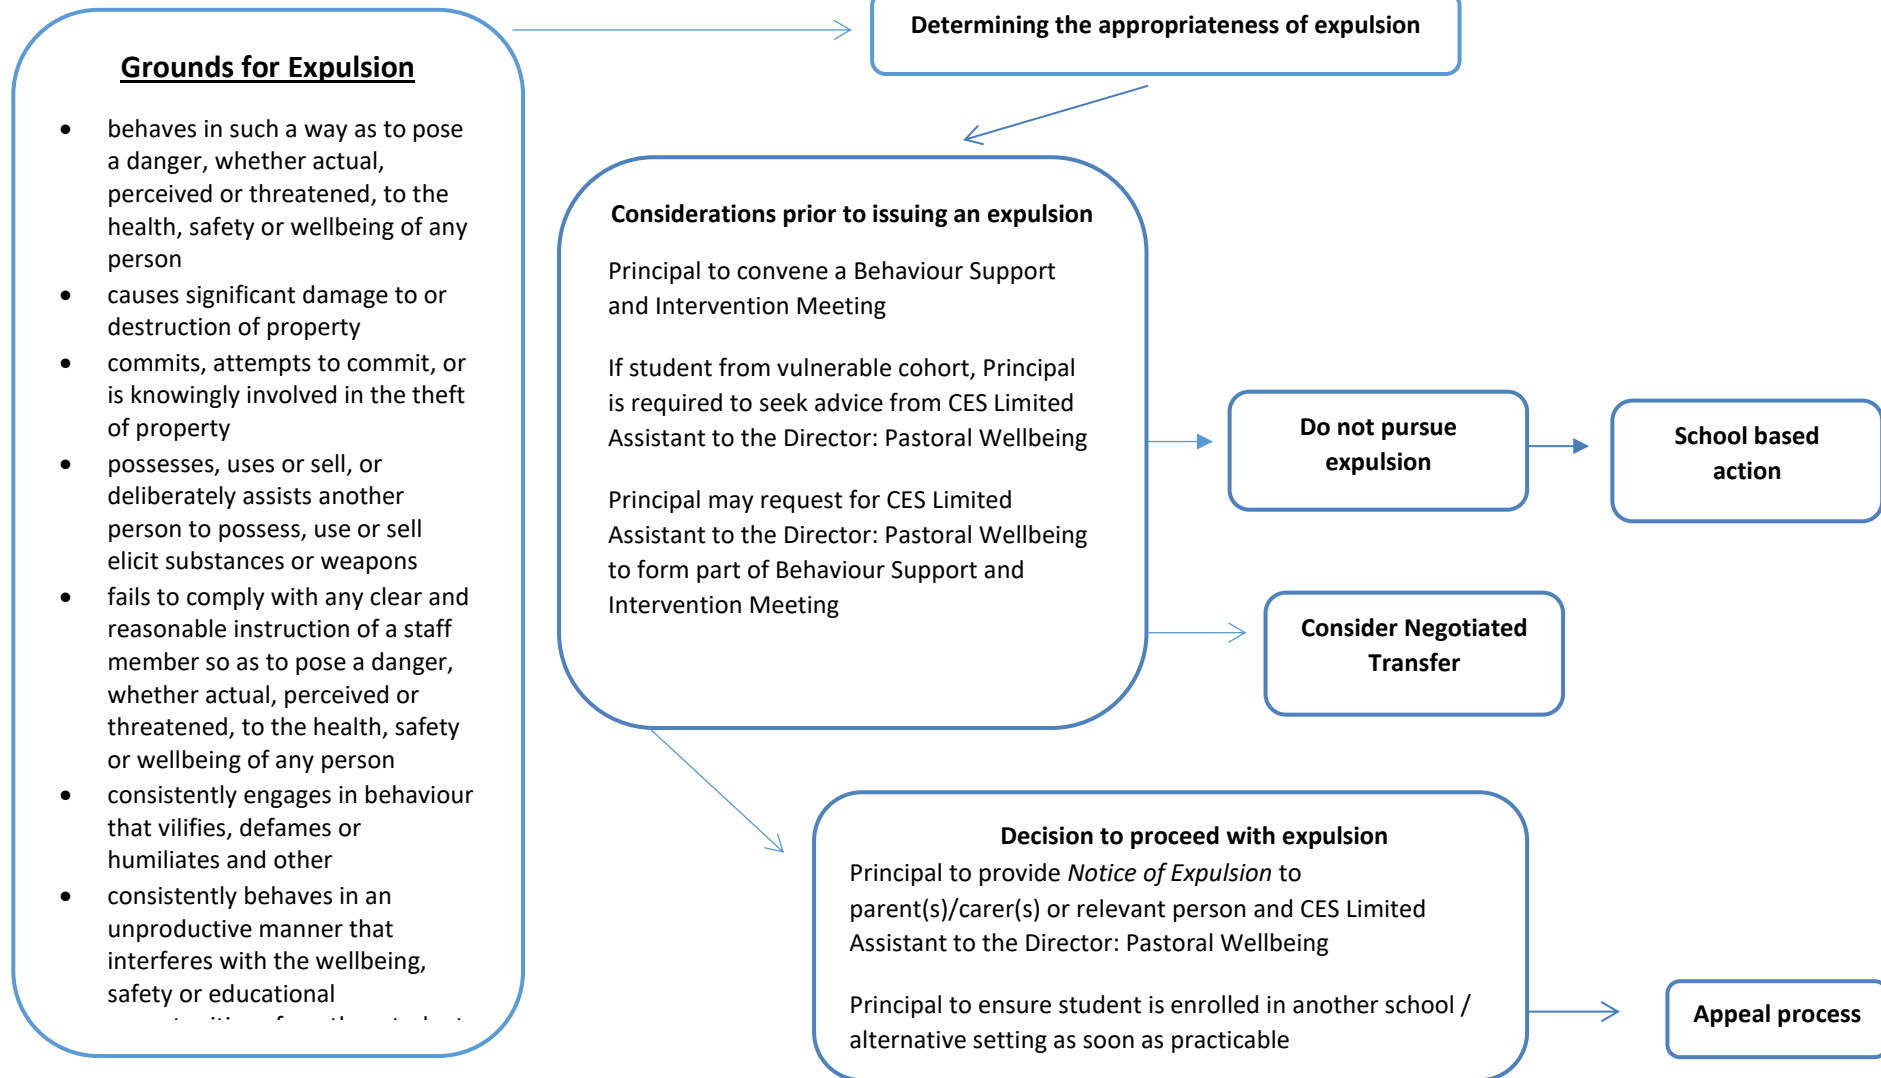 Grounds for Expulsion
• behaves in such a way as to pose
a danger, whether actual,
perceived or threatened, to the
health, safety or wellbeing of any
person
• causes significant damage to or
destruction of property
• commits, attempts to commit, or
is knowingly involved in the theft
of property
• possesses, uses or sell, or
deliberately assists another
person to possess, use or sell
elicit substances or weapons
• fails to comply with any clear and
reasonable instruction of a staff
member so as to pose a danger,
whether actual, perceived or
threatened, to the health, safety
or wellbeing of any person
• consistently engages in behaviour
that vilifies, defames or
humiliates and other
• consistently behaves in an
unproductive manner that
interferes with the wellbeing,
safety or educational
Determining the appropriateness of expulsion
Considerations prior to issuing an expulsion
Principal to convene a Behaviour Support
and Intervention Meeting
If student from vulnerable cohort, Principal
is required to seek advice from CES Limited
Assistant to the Director: Pastoral Wellbeing
Principal may request for CES Limited
Assistant to the Director: Pastoral Wellbeing
to form part of Behaviour Support and
Intervention Meeting
Do not pursue
expulsion
School based
action
Consider Negotiated
Transfer
Decision to proceed with expulsion
Principal to provide Notice of Expulsion to
parent(s)/carer(s) or relevant person and CES Limited
Assistant to the Director: Pastoral Wellbeing
Principal to ensure student is enrolled in another school /
alternative setting as soon as practicable
Appeal process